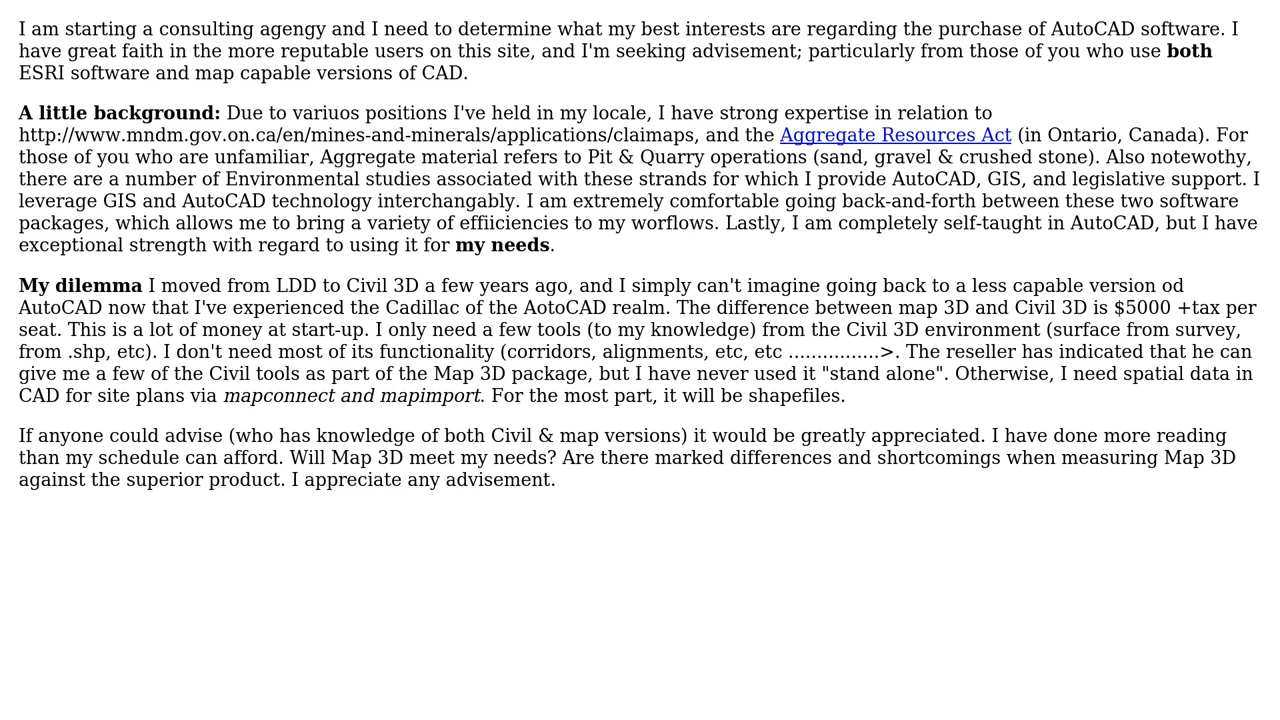 I am starting a consulting agengy and I need to determine what my best interests are regarding the purchase of AutoCAD software. I
have great faith in the more reputable users on this site, and I'm seeking advisement; particularly from those of you who use both
ESRI software and map capable versions of CAD.
A little background: Due to variuos positions I've held in my locale, I have strong expertise in relation to
http://www.mndm.gov.on.ca/en/mines-and-minerals/applications/claimaps, and the Aggregate Resources Act (in Ontario, Canada). For
those of you who are unfamiliar, Aggregate material refers to Pit & Quarry operations (sand, gravel & crushed stone). Also notewothy,
there are a number of Environmental studies associated with these strands for which I provide AutoCAD, GIS, and legislative support. I
leverage GIS and AutoCAD technology interchangably. I am extremely comfortable going back-and-forth between these two software
packages, which allows me to bring a variety of effiiciencies to my worflows. Lastly, I am completely self-taught in AutoCAD, but I have
exceptional strength with regard to using it for my needs.
My dilemma I moved from LDD to Civil 3D a few years ago, and I simply can't imagine going back to a less capable version od
AutoCAD now that I've experienced the Cadillac of the AotoCAD realm. The difference between map 3D and Civil 3D is $5000 +tax per
seat. This is a lot of money at start-up. I only need a few tools (to my knowledge) from the Civil 3D environment (surface from survey,
from .shp, etc). I don't need most of its functionality (corridors, alignments, etc, etc ................>. The reseller has indicated that he can
give me a few of the Civil tools as part of the Map 3D package, but I have never used it "stand alone". Otherwise, I need spatial data in
CAD for site plans via mapconnect and mapimport. For the most part, it will be shapefiles.
If anyone could advise (who has knowledge of both Civil & map versions) it would be greatly appreciated. I have done more reading
than my schedule can afford. Will Map 3D meet my needs? Are there marked differences and shortcomings when measuring Map 3D
against the superior product. I appreciate any advisement.